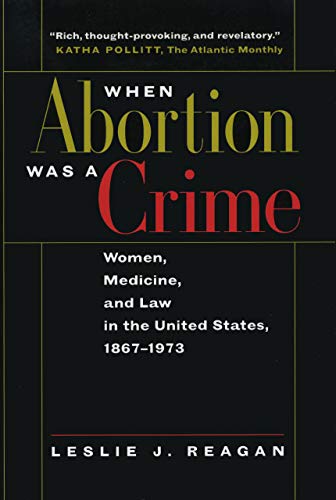 “Rich, thought-provoking, and revelatory.”
KATHA POLLITT, The Atlantic Monthly
WHEN
Abortion
WAS A
Crime
Women,
Medicine,
and Law
in the United States,
1867–1973
LESLIE J. REAGAN